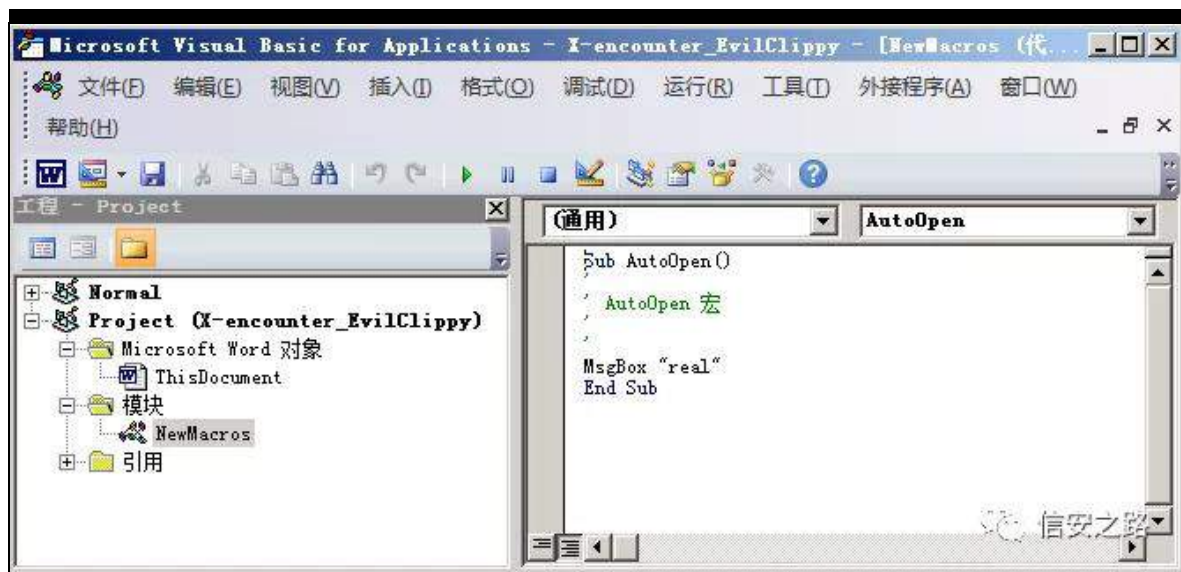 Microsoft Visual Basic for Applications - X-encounter_EvilClippy - [NewMacros (代...
文件(F) 编辑(E) 视图(V) 插入(I) 格式(O) 调试(D) 运行(R) 工具(T) 外接程序(A) 窗口(W)
帮助(H)
工程 - Project
(通用) AutoOpen
Normal
Project (X-encounter_EvilClippy)
Microsoft Word 对象
ThisDocument
模块
NewMacros
引用
Sub AutoOpen()
'
' AutoOpen 宏
'
'
MsgBox "real"
End Sub
信安之路